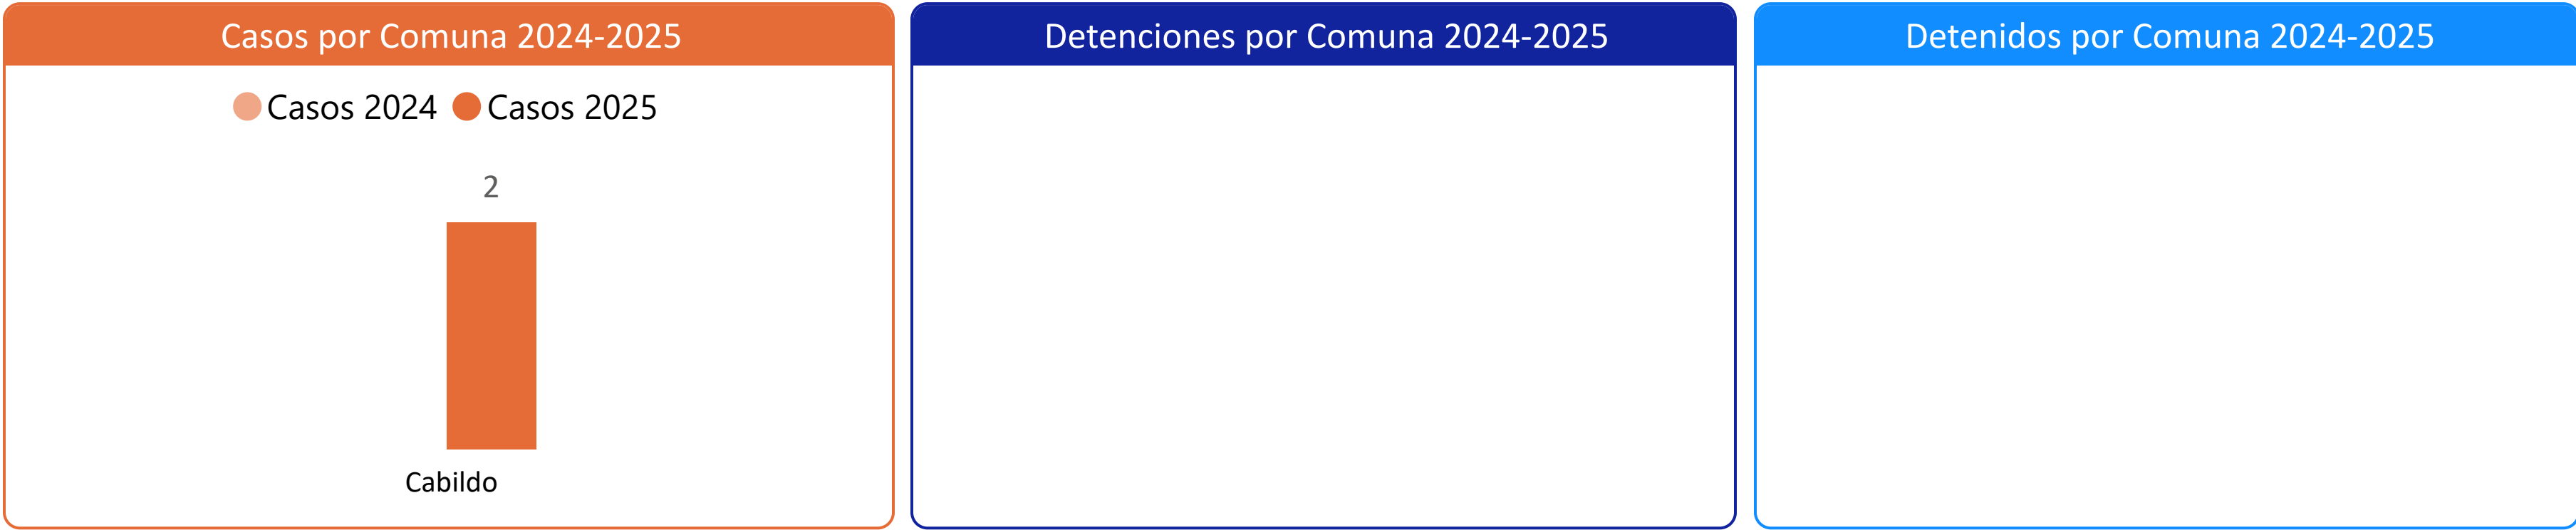 Casos por Comuna 2024-2025
Casos 2024 Casos 2025
2
Cabildo
Detenciones por Comuna 2024-2025
Detenidos por Comuna 2024-2025